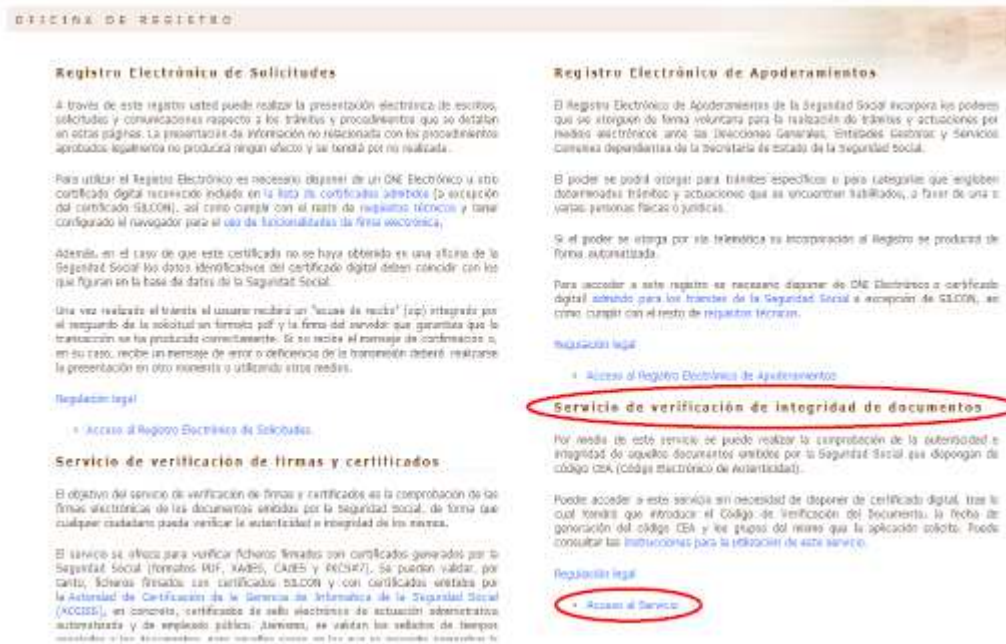 OFICINA DE REGISTRO
Registro Electrónico de Solicitudes
A través de este registro usted puede realizar la presentación electrónica de escritos,
solicitudes y comunicaciones respecto a los trámites y procedimientos que se detallan
en estas páginas. La presentación de información no relacionada con los procedimientos
aprobados legalmente no producirá ningún efecto y se tendrá por no realizada.
Para utilizar el Registro Electrónico es necesario disponer de un DNI Electrónico u otro
certificado digital reconocido incluido en la lista de certificados admitidos (a excepción
del certificado SILCON), así como cumplir con el resto de requisitos técnicos y tener
configurado el navegador para el uso de funcionalidades de firma electrónica.
Además, en el caso de que este certificado no se haya obtenido en una oficina de la
Seguridad Social los datos identificativos del certificado digital deben coincidir con los
que figuran en la base de datos de la Seguridad Social.
Una vez realizado el trámite el usuario recibirá un "acuse de recibo" (zip) integrado por
el resguardo de la solicitud en formato pdf y la firma del servidor que garantiza que la
transacción se ha producido correctamente. Si no recibe el mensaje de confirmación o,
en su caso, recibe un mensaje de error o deficiencia de la transmisión deberá realizarse
la presentación en otro momento o utilizando otros medios.
Regulación legal
Acceso al Registro Electrónico de Solicitudes
Servicio de verificación de firmas y certificados
El objetivo del servicio de verificación de firmas y certificados es la comprobación de las
firmas electrónicas de los documentos emitidos por la Seguridad Social, de forma que
cualquier ciudadano pueda verificar la autenticidad e integridad de los mismos.
El servicio se ofrece para verificar ficheros firmados con certificados generados por la
Seguridad Social (formatos PDF, XADES, CADES y PKCS#7). Se pueden validar, por
tanto, ficheros firmados con certificados SILCON y con certificados emitidos por
la Autoridad de Certificación de la Gerencia de Informática de la Seguridad Social
(ACGISS), en concreto, certificados de sello electrónico de actuación administrativa
automatizada y de empleado público. Asimismo, se validan los sellados de tiempos
Registro Electrónico de Apoderamientos
El Registro Electrónico de Apoderamientos de la Seguridad Social incorpora los poderes
que se otorguen de forma voluntaria para la realización de trámites y actuaciones por
medios electrónicos ante las Direcciones Generales, Entidades Gestoras y Servicios
Comunes dependientes de la Secretaría de Estado de la Seguridad Social.
El poder se podrá otorgar para trámites específicos o para categorías que engloben
determinados trámites y actuaciones que se encuentren habilitados, a favor de una o
varias personas físicas o jurídicas.
Si el poder se otorga por vía telemática su incorporación al Registro se producirá de
forma automatizada.
Para acceder a este registro es necesario disponer de DNI Electrónico o certificado
digital admitido para los trámites de la Seguridad Social a excepción de SILCON, así
como cumplir con el resto de requisitos técnicos.
Regulación legal
Acceso al Registro Electrónico de Apoderamientos
Servicio de verificación de integridad de documentos
Por medio de este servicio se puede realizar la comprobación de la autenticidad e
integridad de aquellos documentos emitidos por la Seguridad Social que dispongan de
código CEA (Código Electrónico de Autenticidad).
Puede acceder a este servicio sin necesidad de disponer de certificado digital, tras lo
cual tendrá que introducir el Código de Verificación del Documento, la fecha de
generación del código CEA y los grupos del mismo que la aplicación solicite. Puede
consultar las instrucciones para la utilización de este servicio.
Regulación legal
Acceso al Servicio